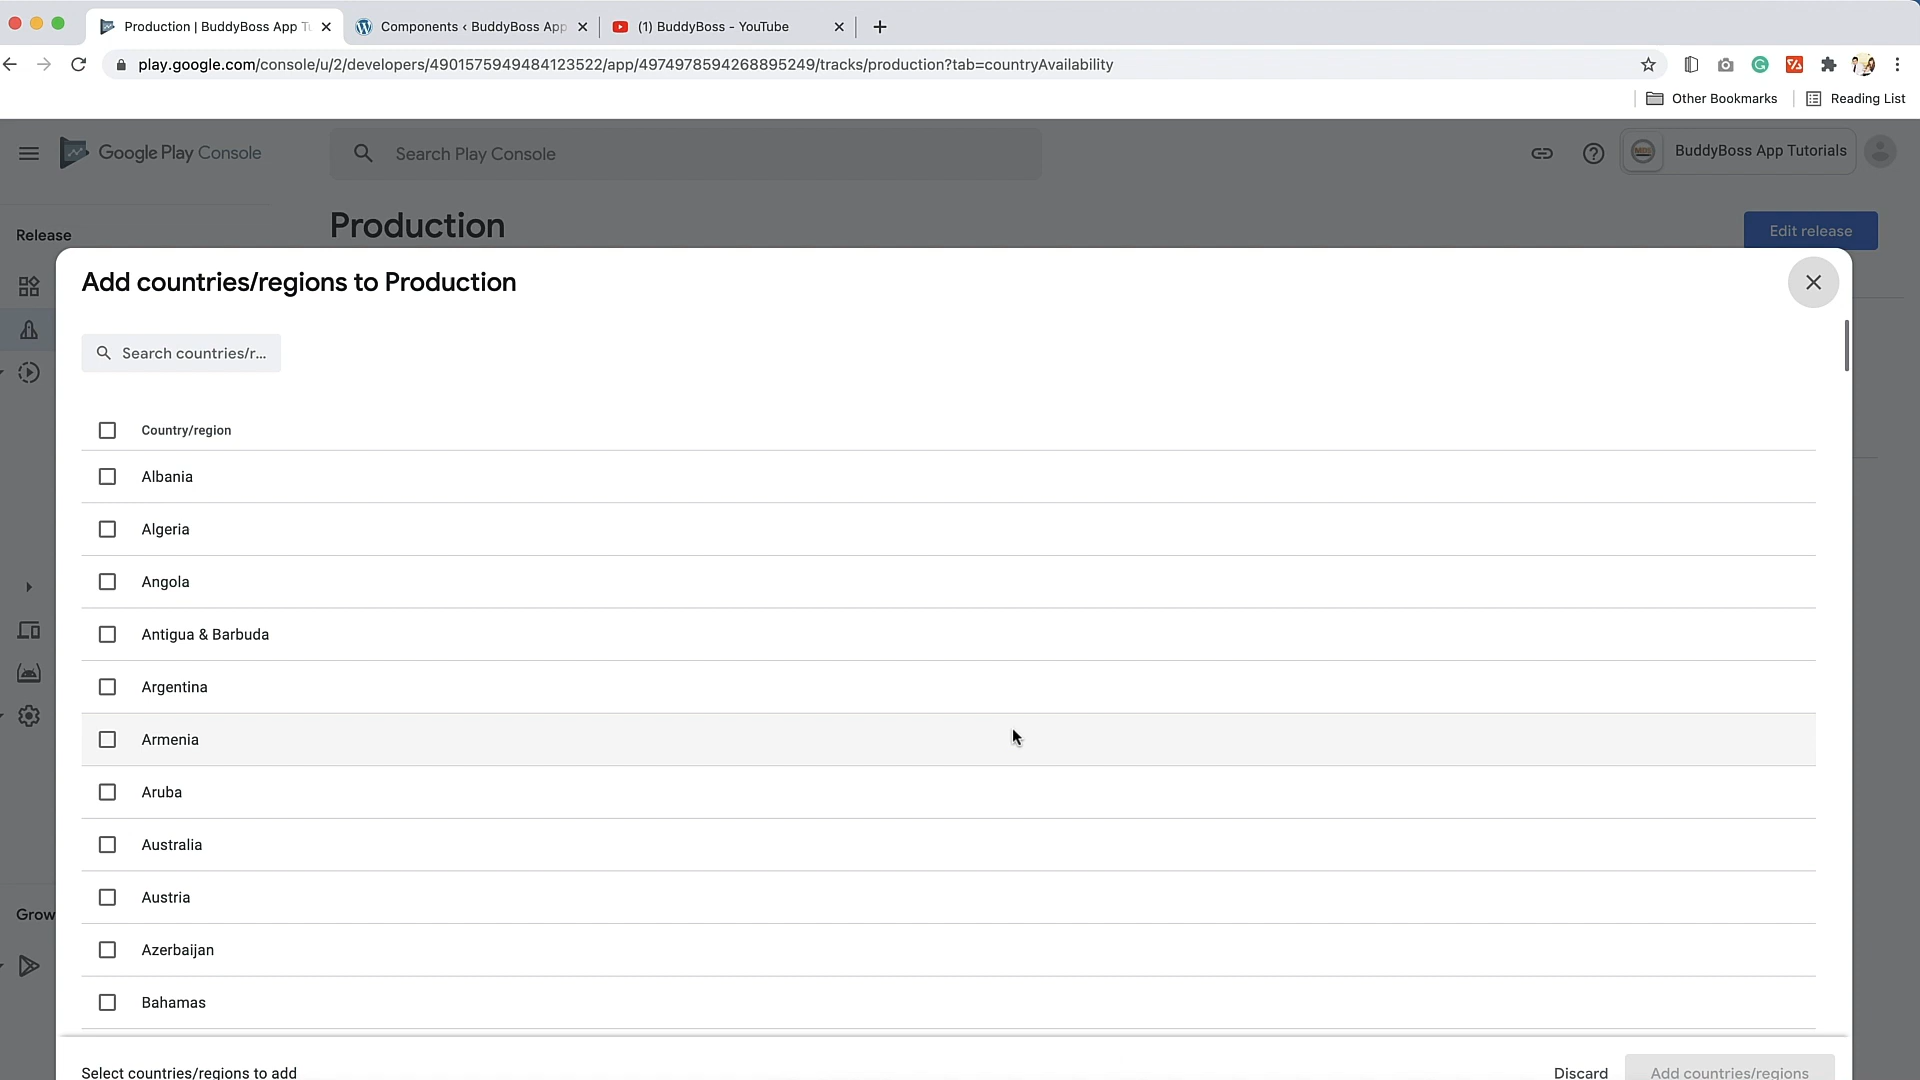 Production | BuddyBoss App Tu
Components ‹ BuddyBoss App
(1) BuddyBoss - YouTube
play.google.com/console/u/2/developers/4901575949484123522/app/4974978594268895249/tracks/production?tab=countryAvailability
Other Bookmarks
Reading List
Google Play Console
Search Play Console
BuddyBoss App Tutorials
Production
Release
Edit release
Add countries/regions to Production
Search countries/r...
Country/region
Albania
Algeria
Angola
Antigua & Barbuda
Argentina
Armenia
Aruba
Australia
Austria
Azerbaijan
Grow
Bahamas
Select countries/regions to add
Discard
Add countries/regions